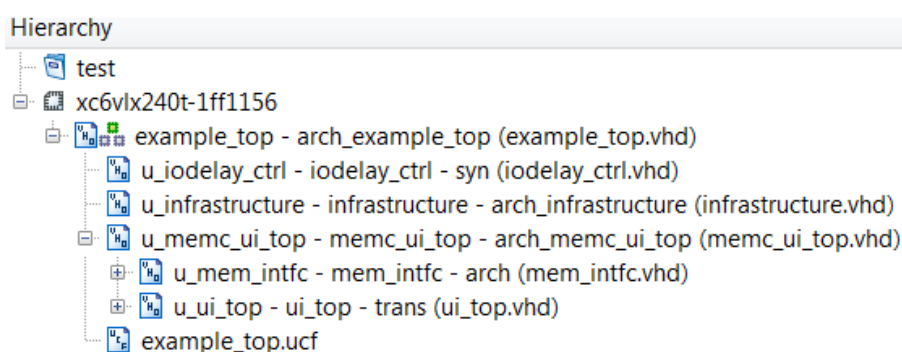 Hierarchy
test
xc6vlx240t-1ff1156
example_top - arch_example_top (example_top.vhd)
u_iodelay_ctrl - iodelay_ctrl - syn (iodelay_ctrl.vhd)
u_infrastructure - infrastructure - arch_infrastructure (infrastructure.vhd)
u_memc_ui_top - memc_ui_top - arch_memc_ui_top (memc_ui_top.vhd)
u_mem_intfc - mem_intfc - arch (mem_intfc.vhd)
u_ui_top - ui_top - trans (ui_top.vhd)
example_top.ucf